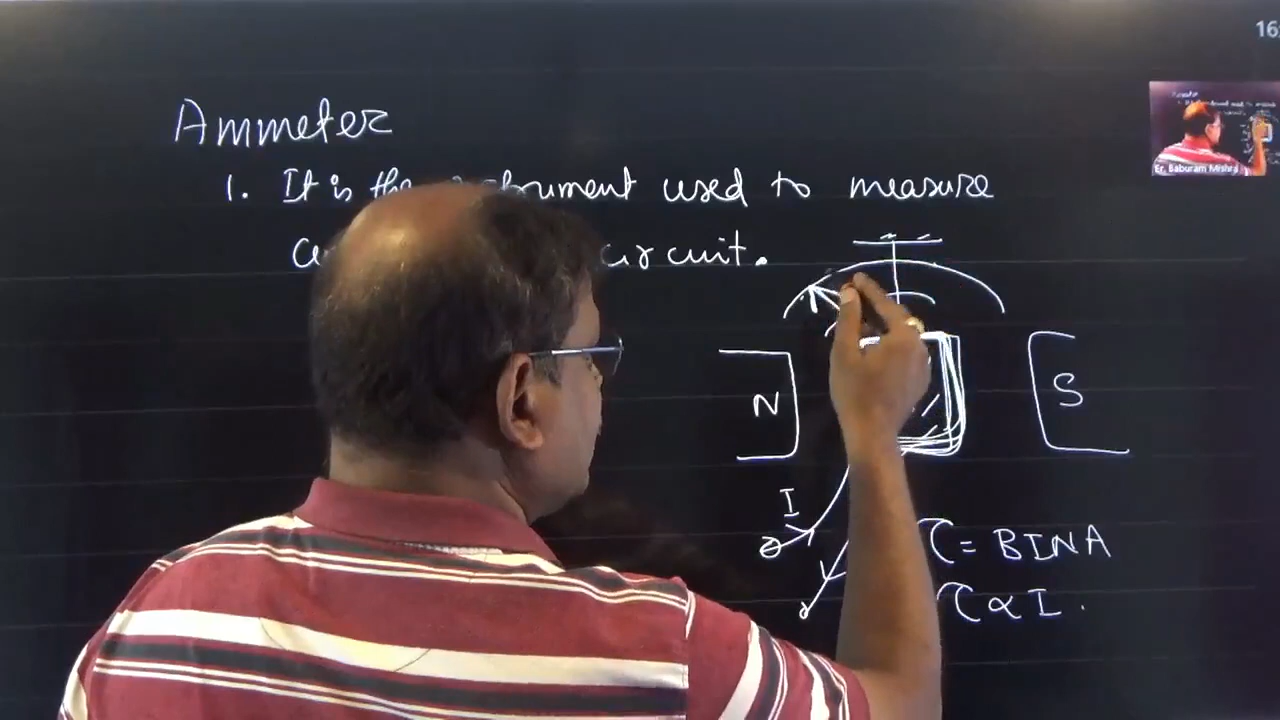 16
Ammeter
1. It is the instrument used to measure
circuit.
N
S
I
τ = BINA
τ ∝ I.
Er. Baburam Mishra